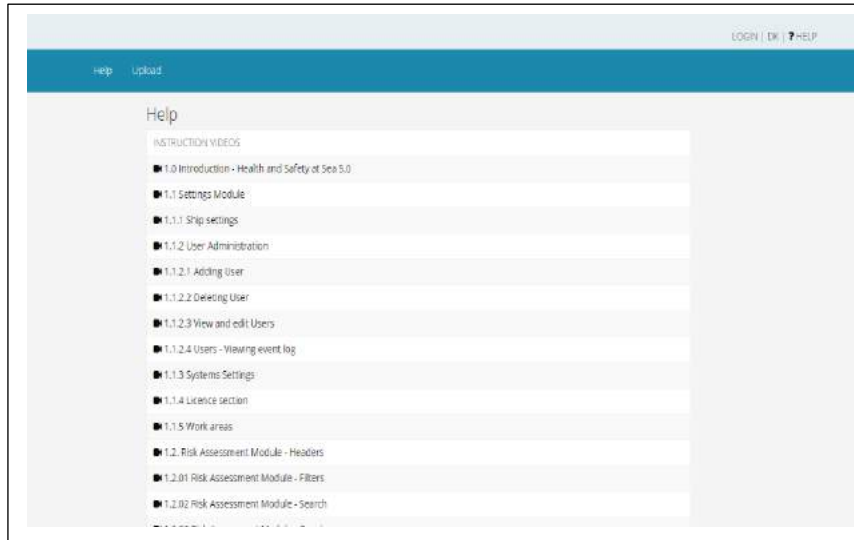 LOGIN | DK | ? HELP
Help Upload
Help
INSTRUCTION VIDEOS
1.0 Introduction - Health and Safety at Sea 5.0
1.1 Settings Module
1.1.1 Ship settings
1.1.2 User Administration
1.1.2.1 Adding User
1.1.2.2 Deleting User
1.1.2.3 View and edit Users
1.1.2.4 Users - Viewing event log
1.1.3 Systems Settings
1.1.4 Licence section
1.1.5 Work areas
1.2. Risk Assessment Module - Headers
1.2.01 Risk Assessment Module - Filters
1.2.02 Risk Assessment Module - Search